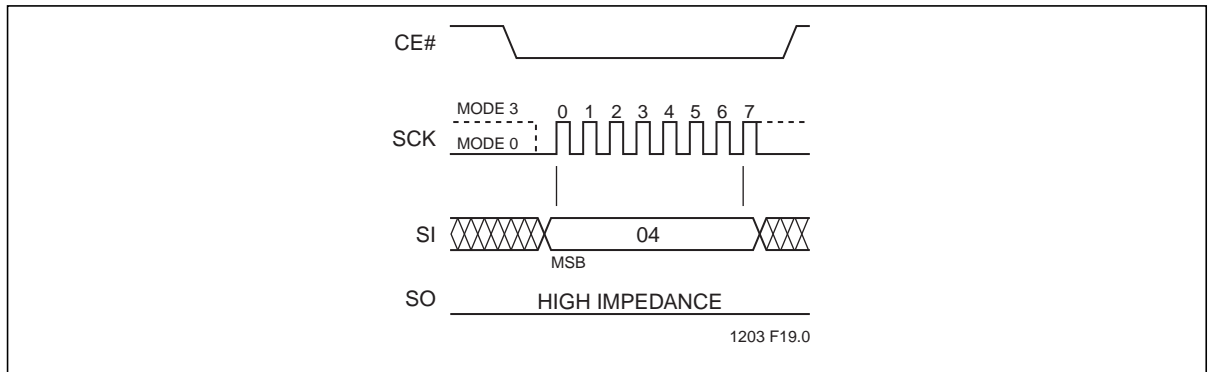 CE#
MODE 3 0 1 2 3 4 5 6 7
SCK
MODE 0
SI 04
MSB
SO HIGH IMPEDANCE
1203 F19.0